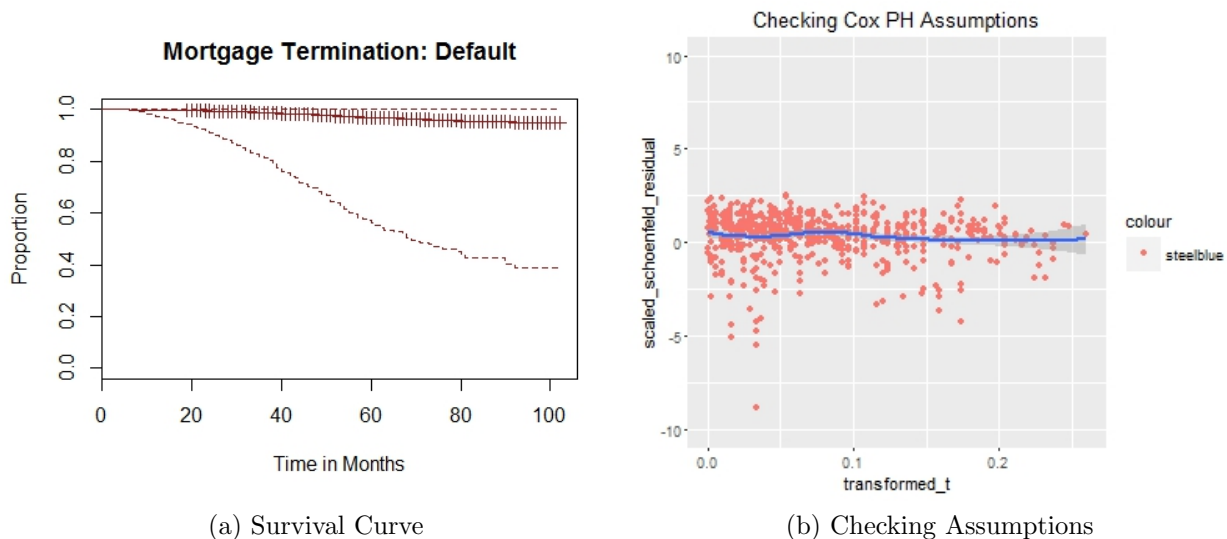 Mortgage Termination: Default
Proportion
1.0
0.8
0.6
0.4
0.2
0.0
0 20 40 60 80 100
Time in Months
(a) Survival Curve
Checking Cox PH Assumptions
scaled_schoenfeld_residual
10
5
0
-5
-10
0.0 0.1 0.2
transformed_t
colour
steelblue
(b) Checking Assumptions